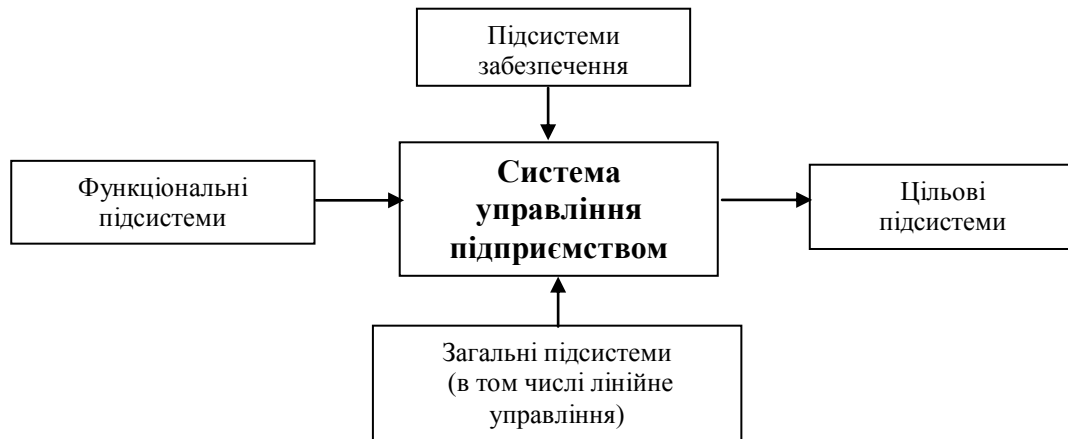 Підсистеми
забезпечення
Функціональні
підсистеми
Система
управління
підприємством
Цільові
підсистеми
Загальні підсистеми
(в том числі лінійне
управління)